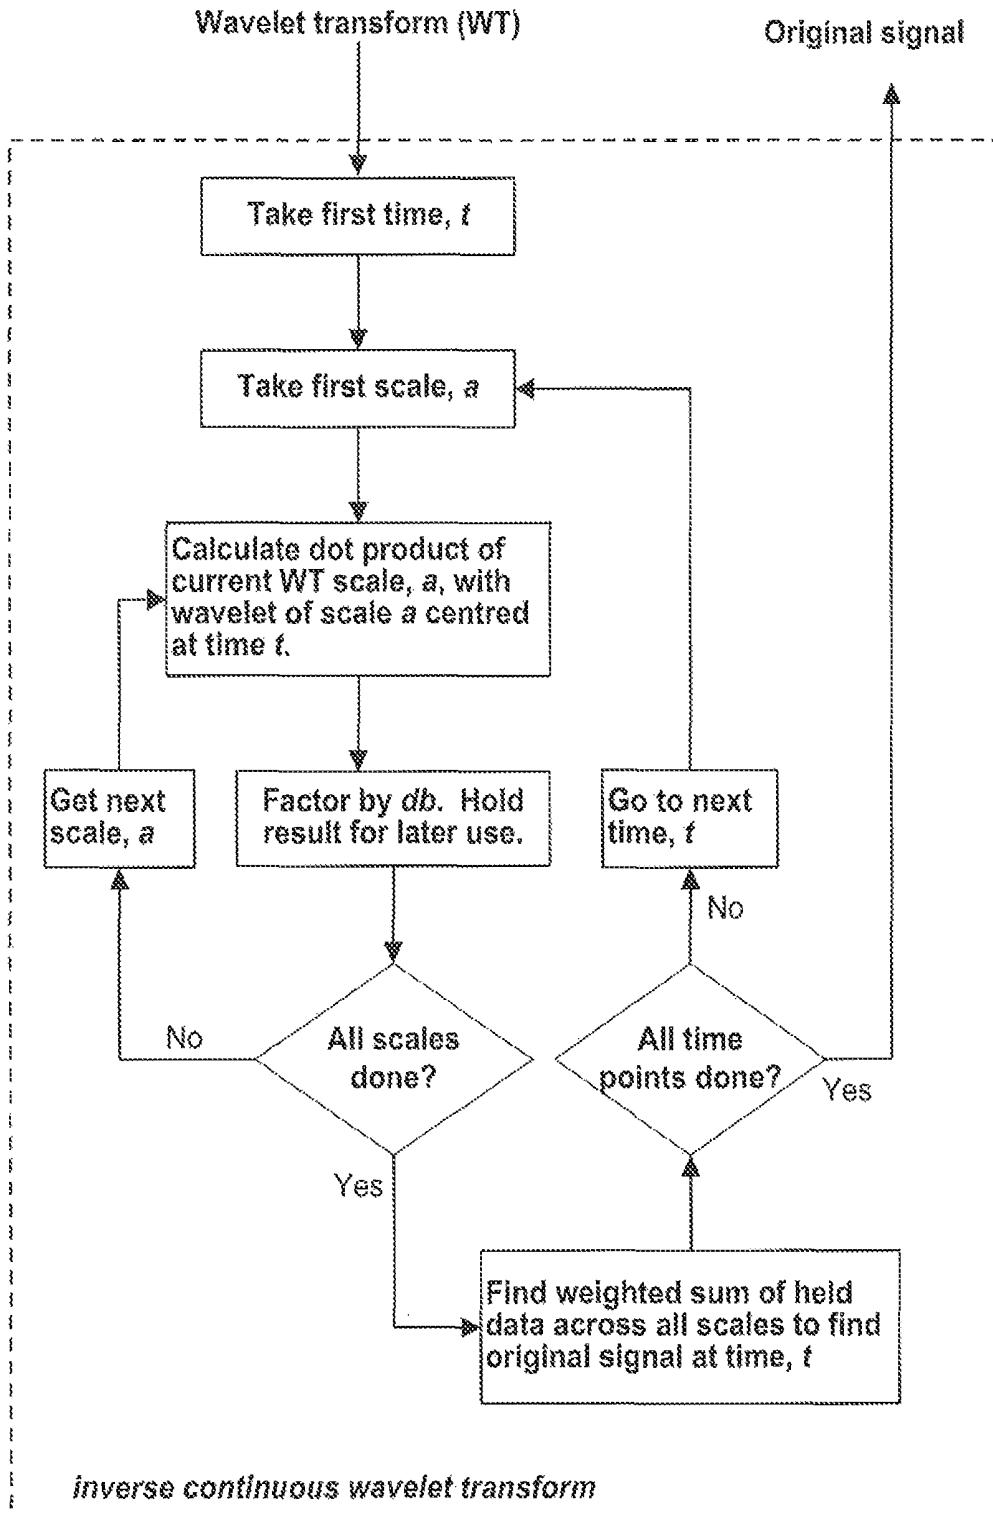 Wavelet transform (WT)
Original signal
Take first time, t
Take first scale, a
Calculate dot product of
current WT scale, a, with
wavelet of scale a centred
at time t.
Get next
scale, a
Factor by db. Hold
result for later use.
Go to next
time, t
No
All scales
done?
No
All time
points done?
Yes
Yes
Find weighted sum of held
data across all scales to find
original signal at time, t
inverse continuous wavelet transform